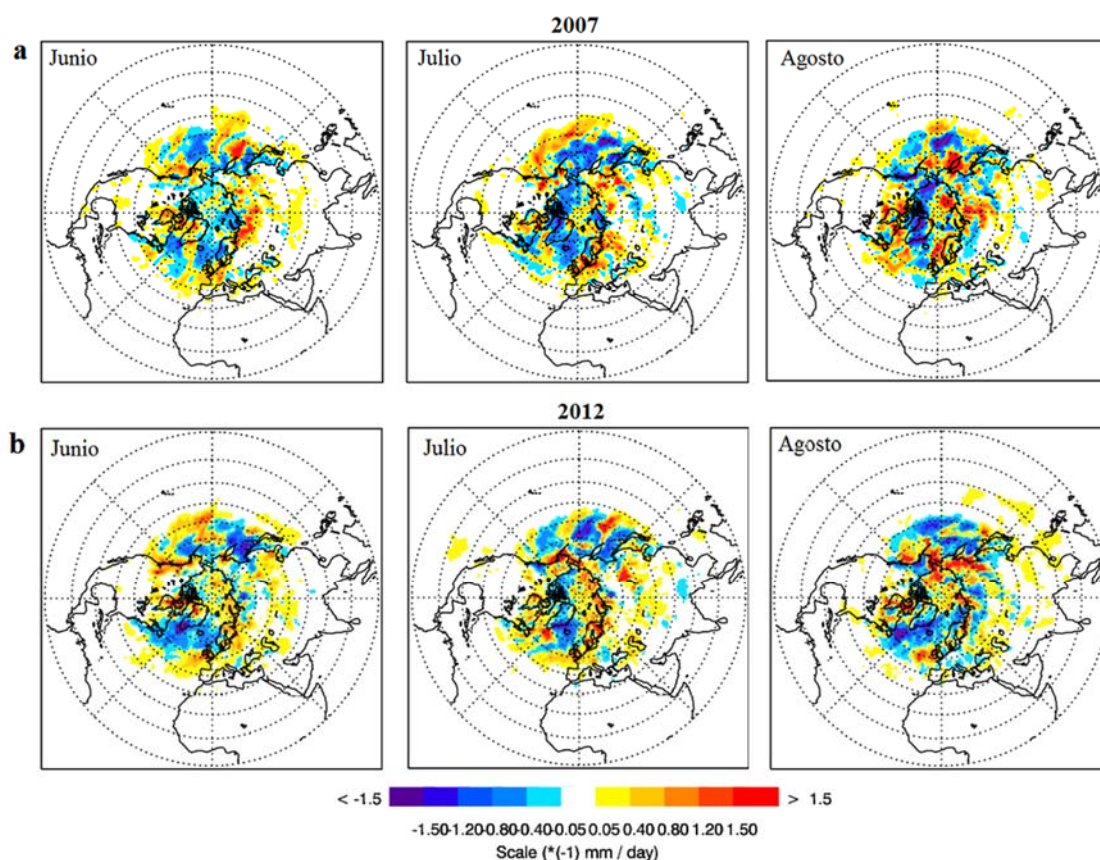 2007
a
Junio
Julio
Agosto
2012
b
Junio
Julio
Agosto
< -1.5
> 1.5
-1.50 -1.20 -0.80 -0.40 -0.05 0.05 0.40 0.80 1.20 1.50
Scale (*(-1) mm / day)